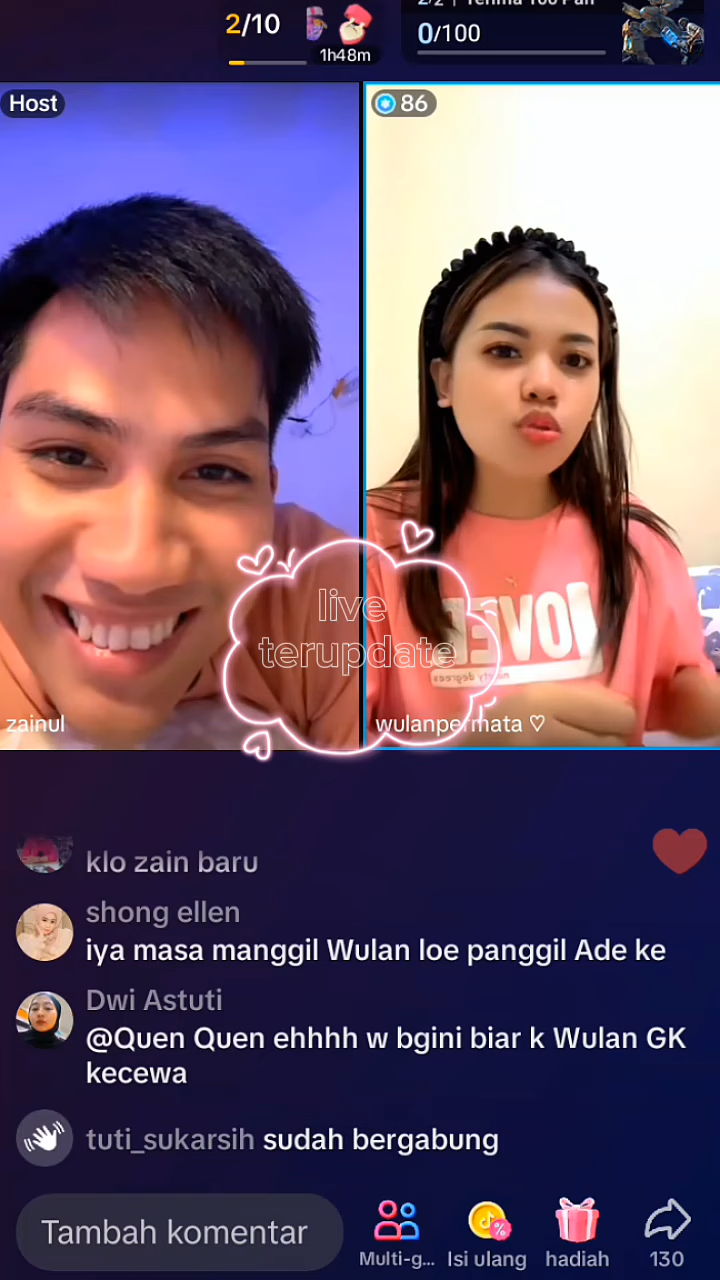 2/10
1h48m
0/100
Host
86
live
terupdate
zainul
wulanpermata ♡
klo zain baru
shong ellen
iya masa manggil Wulan loe panggil Ade ke
Dwi Astuti
@Quen Quen ehhhh w bgini biar k Wulan GK
kecewa
tuti_sukarsih sudah bergabung
Tambah komentar
Multi-g...
Isi ulang
hadiah
130